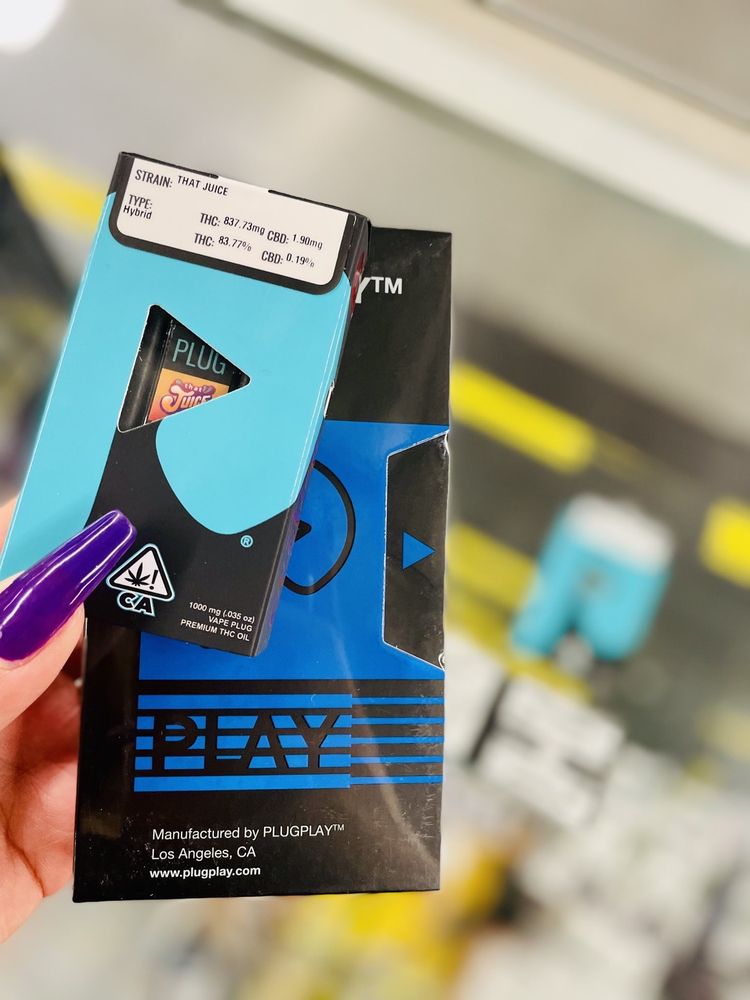 STRAIN: THAT JUICE
TYPE:
Hybrid
THC: 837.73mg CBD: 1.90mg
THC: 83.77% CBD: 0.19%
Y™
PLUG
that
JUICE
®
!
CA
1000 mg (.035 oz)
VAPE PLUG
PREMIUM THC OIL
PLAY
Manufactured by PLUGPLAY™
Los Angeles, CA
www.plugplay.com